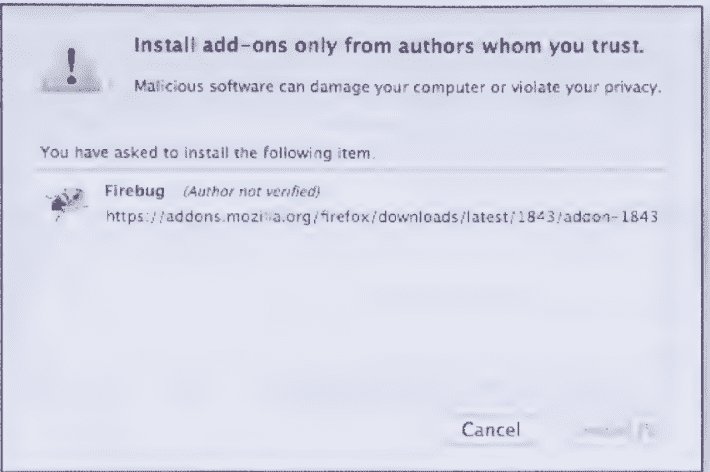 Install add-ons only from authors whom you trust.
Malicious software can damage your computer or violate your privacy.
You have asked to install the following item.
Firebug (Author not verified)
https://addons.mozilla.org/firefox/downloads/latest/1843/addon-1843
Cancel